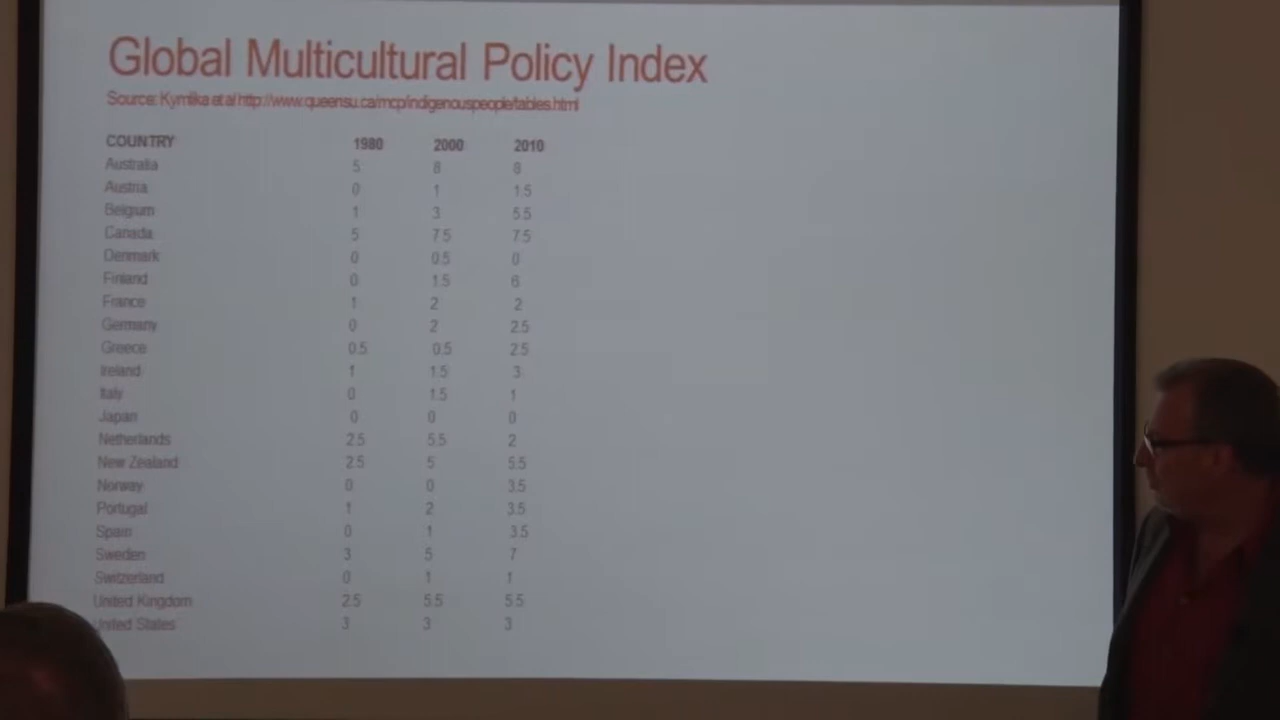 Global Multicultural Policy Index
Source: Kymlika et al http://www.queensu.ca/mcp/indigenouspeople/tables.html
COUNTRY 1980 2000 2010
Australia 5 8 8
Austria 0 1 1.5
Belgium 1 3 5.5
Canada 5 7.5 7.5
Denmark 0 0.5 0
Finland 0 1.5 6
France 1 2 2
Germany 0 2 2.5
Greece 0.5 0.5 2.5
Ireland 1 1.5 3
Italy 0 1.5 1
Japan 0 0 0
Netherlands 2.5 5.5 2
New Zealand 2.5 5 5.5
Norway 0 0 3.5
Portugal 1 2 3.5
Spain 0 1 3.5
Sweden 3 5 7
Switzerland 0 1 1
United Kingdom 2.5 5.5 5.5
United States 3 3 3